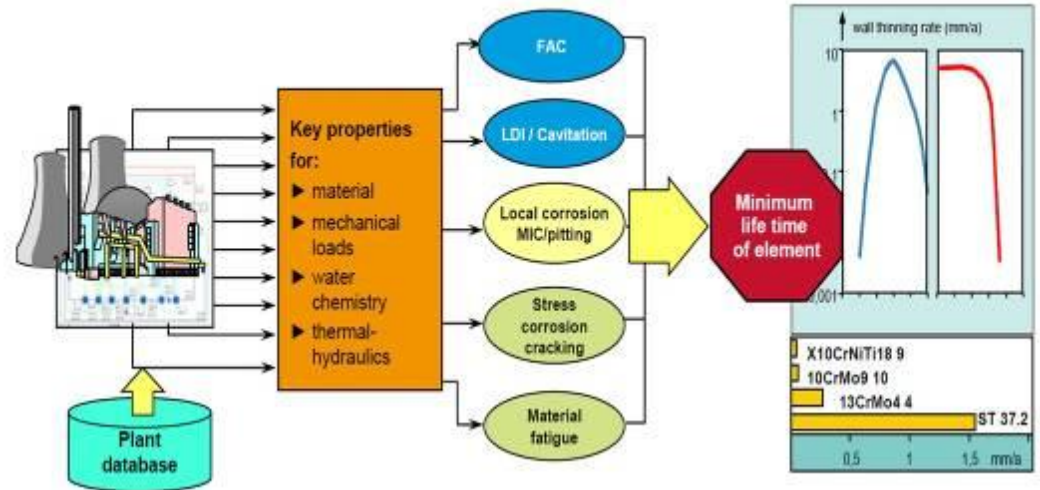 Plant
database
Key properties
for:
▶ material
▶ mechanical
loads
▶ water
chemistry
▶ thermal-
hydraulics
FAC
LDI / Cavitation
Local corrosion
MIC/pitting
Stress
corrosion
cracking
Material
fatigue
Minimum
life time
of element
wall thinning rate (mm/a)
10
1
,1
0,001
X10CrNiTi18 9
10CrMo9 10
13CrMo4 4
ST 37.2
0,5 1 1,5 mm/a